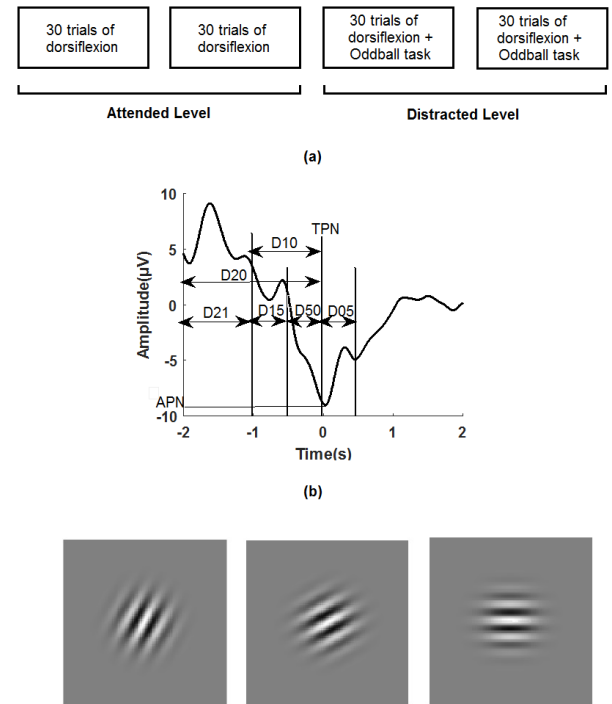 30 trials of
dorsiflexion
30 trials of
dorsiflexion
30 trials of
dorsiflexion +
Oddball task
30 trials of
dorsiflexion +
Oddball task
Attended Level
Distracted Level
(a)
10
5
0
-5
-10
Amplitude(µV)
APN
TPN
D10
D20
D21
D15
D50
D05
-2
-1
0
1
2
Time(s)
(b)